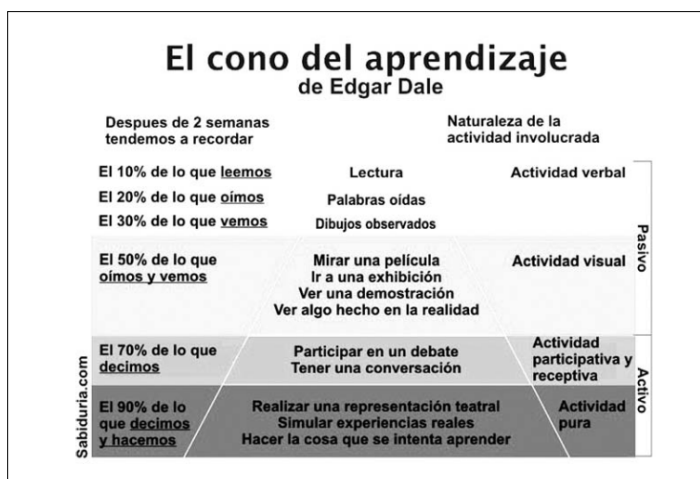 El cono del aprendizaje
de Edgar Dale
Despues de 2 semanas
tendemos a recordar
Naturaleza de la
actividad involucrada
El 10% de lo que leemos
Lectura
Actividad verbal
El 20% de lo que oímos
Palabras oídas
El 30% de lo que vemos
Dibujos observados
El 50% de lo que
oímos y vemos
Mirar una película
Ir a una exhibición
Ver una demostración
Ver algo hecho en la realidad
Actividad visual
Pasivo
El 70% de lo que
decimos
Participar en un debate
Tener una conversación
Actividad
participativa y
receptiva
El 90% de lo
que decimos
y hacemos
Realizar una representación teatral
Simular experiencias reales
Hacer la cosa que se intenta aprender
Actividad
pura
Activo
Sabiduria.com